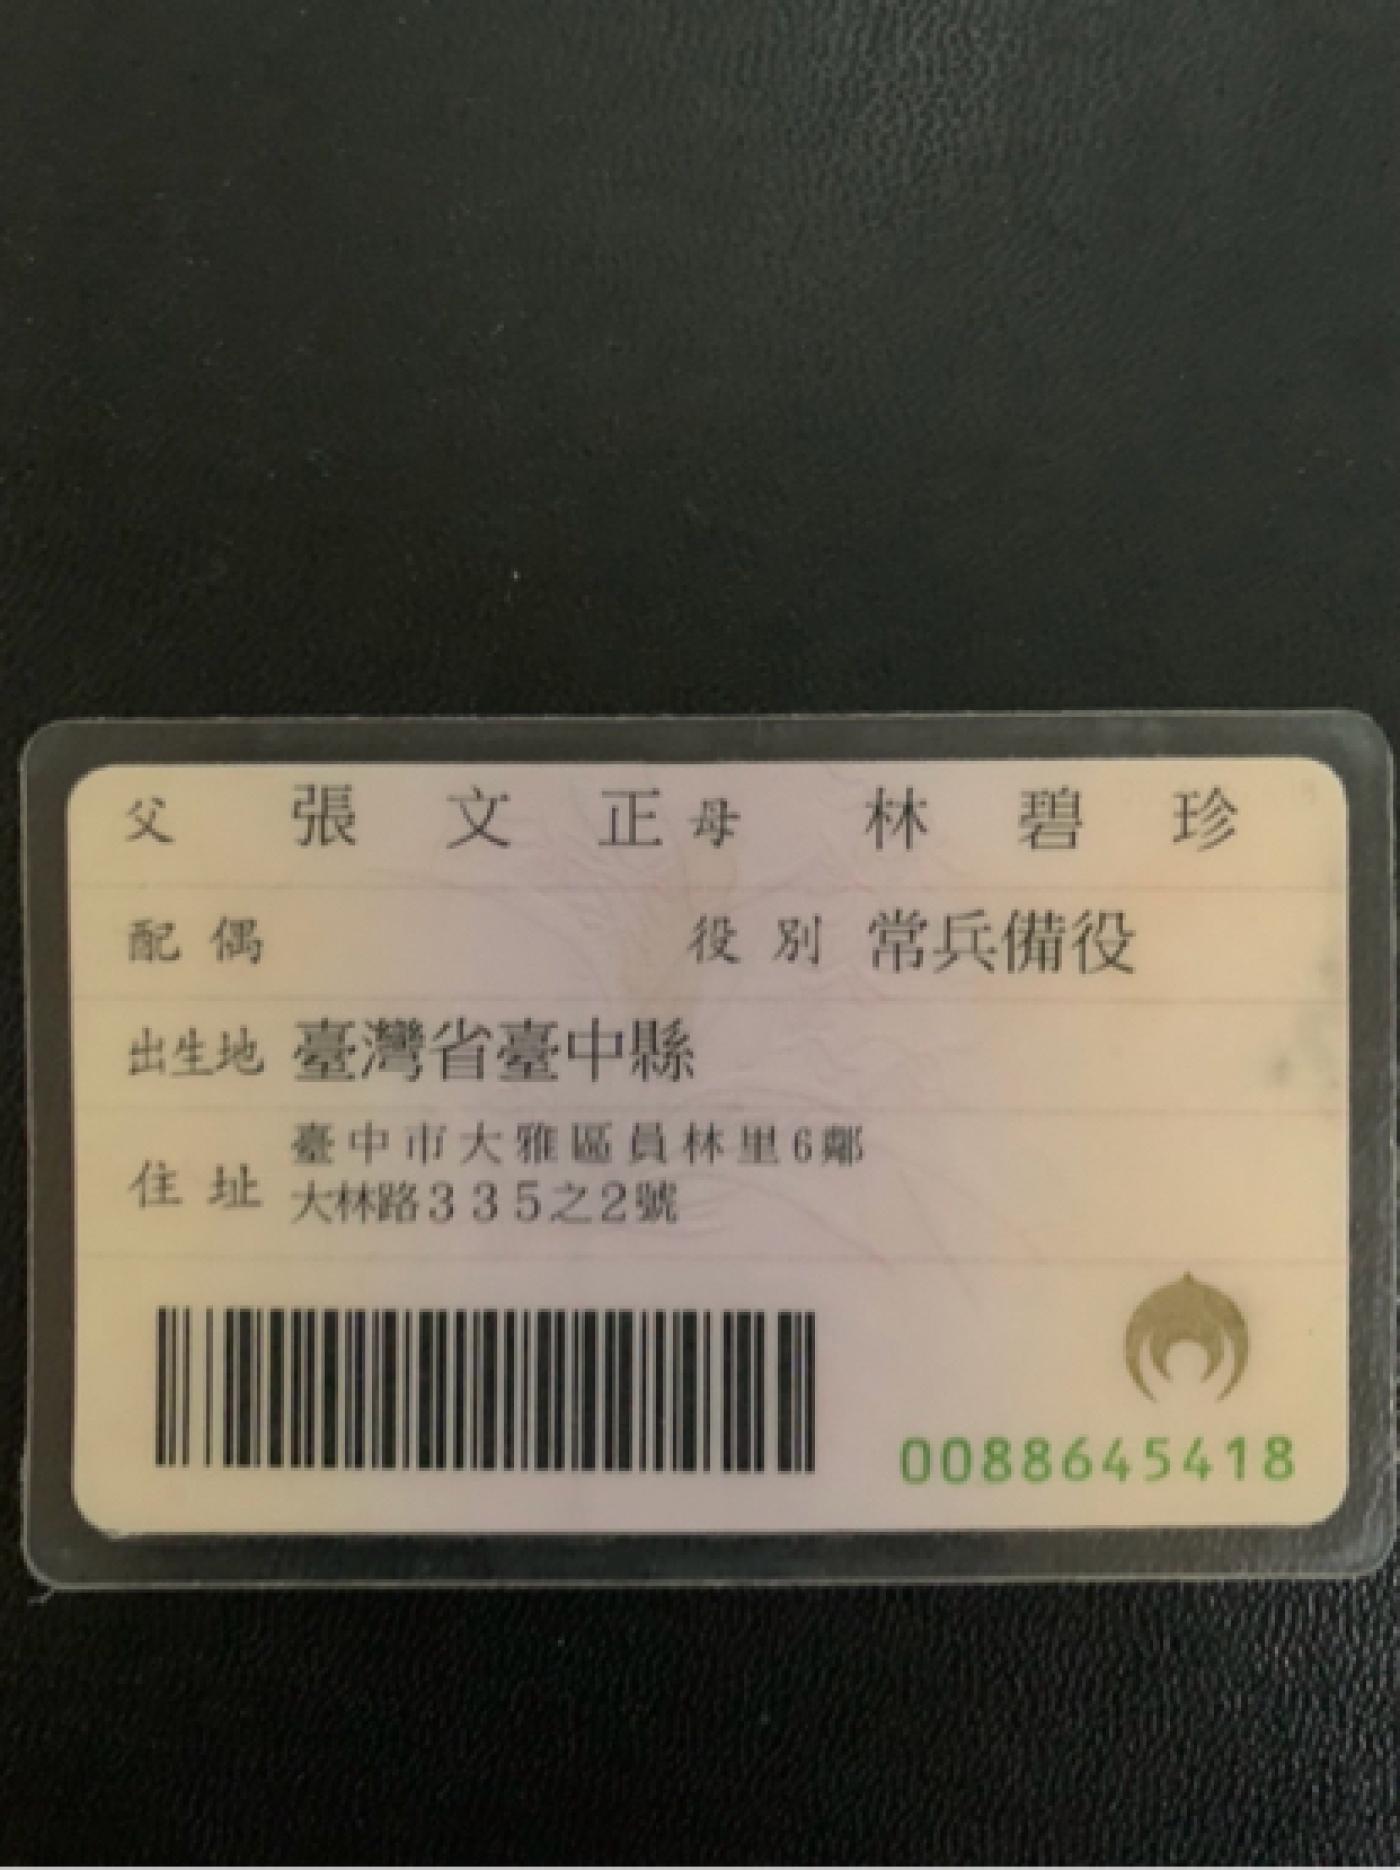 父 張文正 母 林碧珍
配偶 役別 常兵備役
出生地 臺灣省臺中縣
住址 臺中市大雅區員林里6鄰
大林路335之2號
0088645418